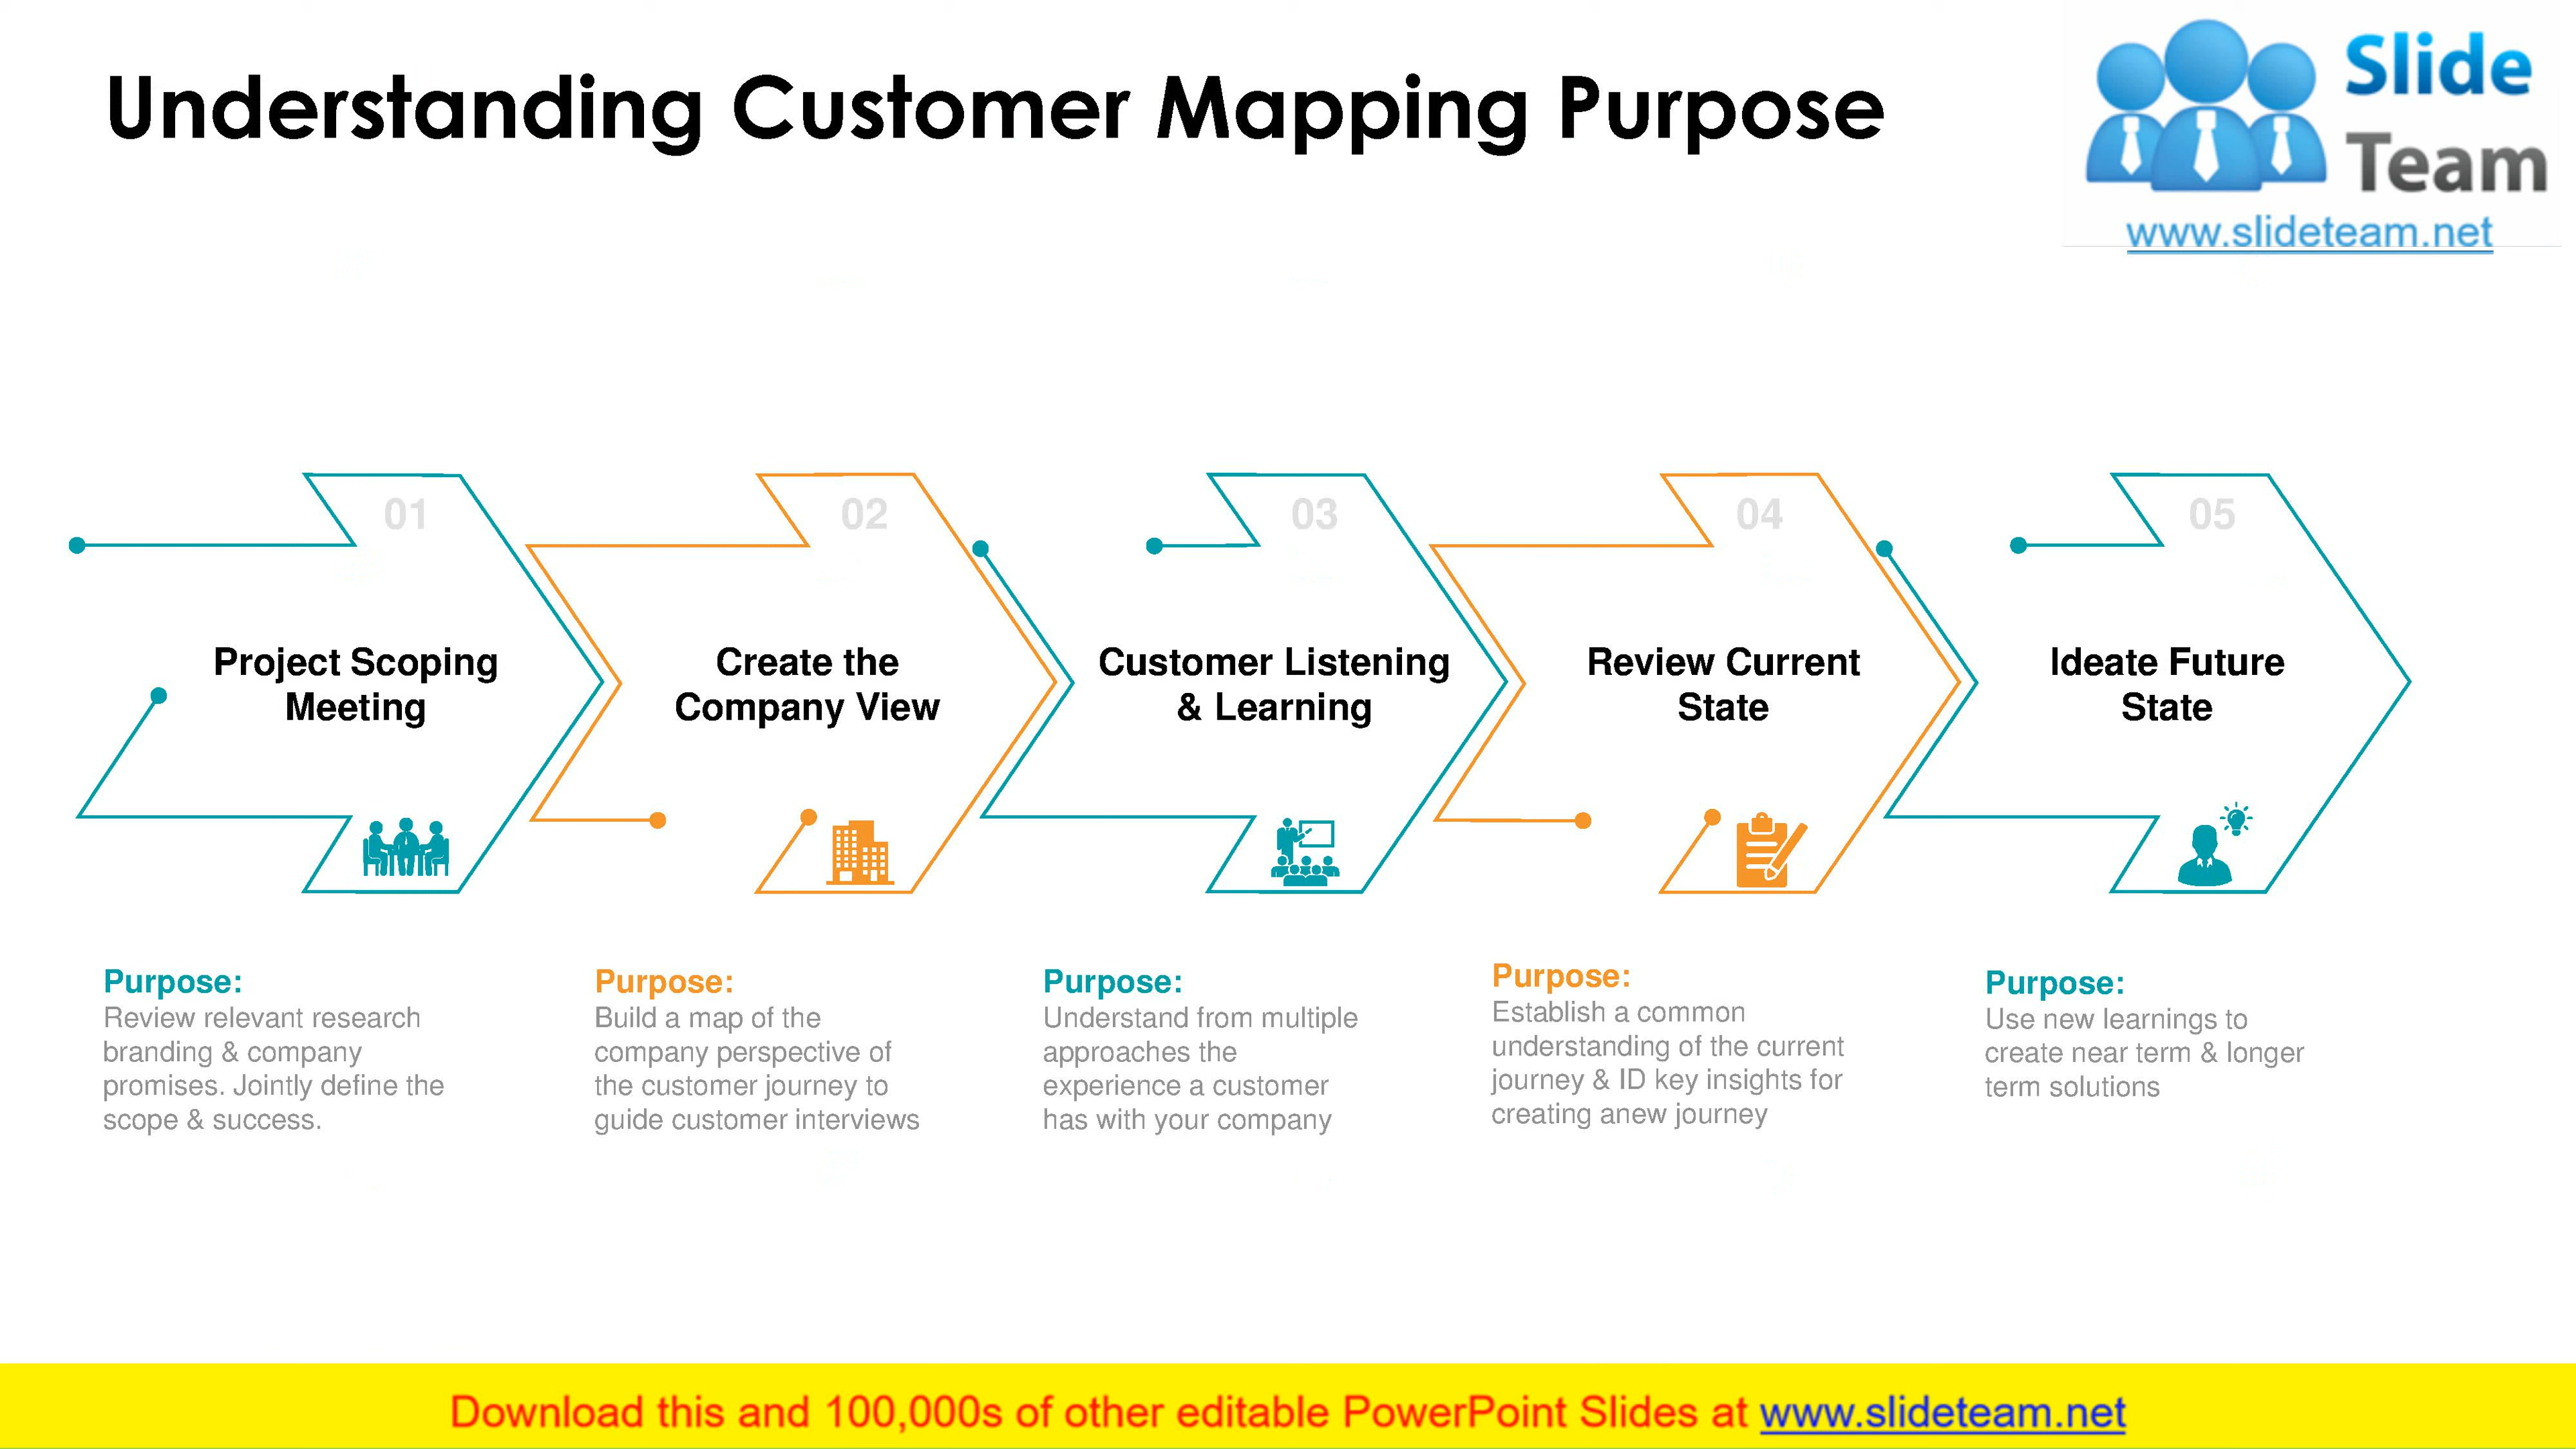 Understanding Customer Mapping Purpose
Slide
Team
www.slideteam.net
01
Project Scoping
Meeting
02
Create the
Company View
03
Customer Listening
& Learning
04
Review Current
State
05
Ideate Future
State
Purpose:
Review relevant research
branding & company
promises. Jointly define the
scope & success.
Purpose:
Build a map of the
company perspective of
the customer journey to
guide customer interviews
Purpose:
Understand from multiple
approaches the
experience a customer
has with your company
Purpose:
Establish a common
understanding of the current
journey & ID key insights for
creating anew journey
Purpose:
Use new learnings to
create near term & longer
term solutions
Download this and 100,000s of other editable PowerPoint Slides at www.slideteam.net